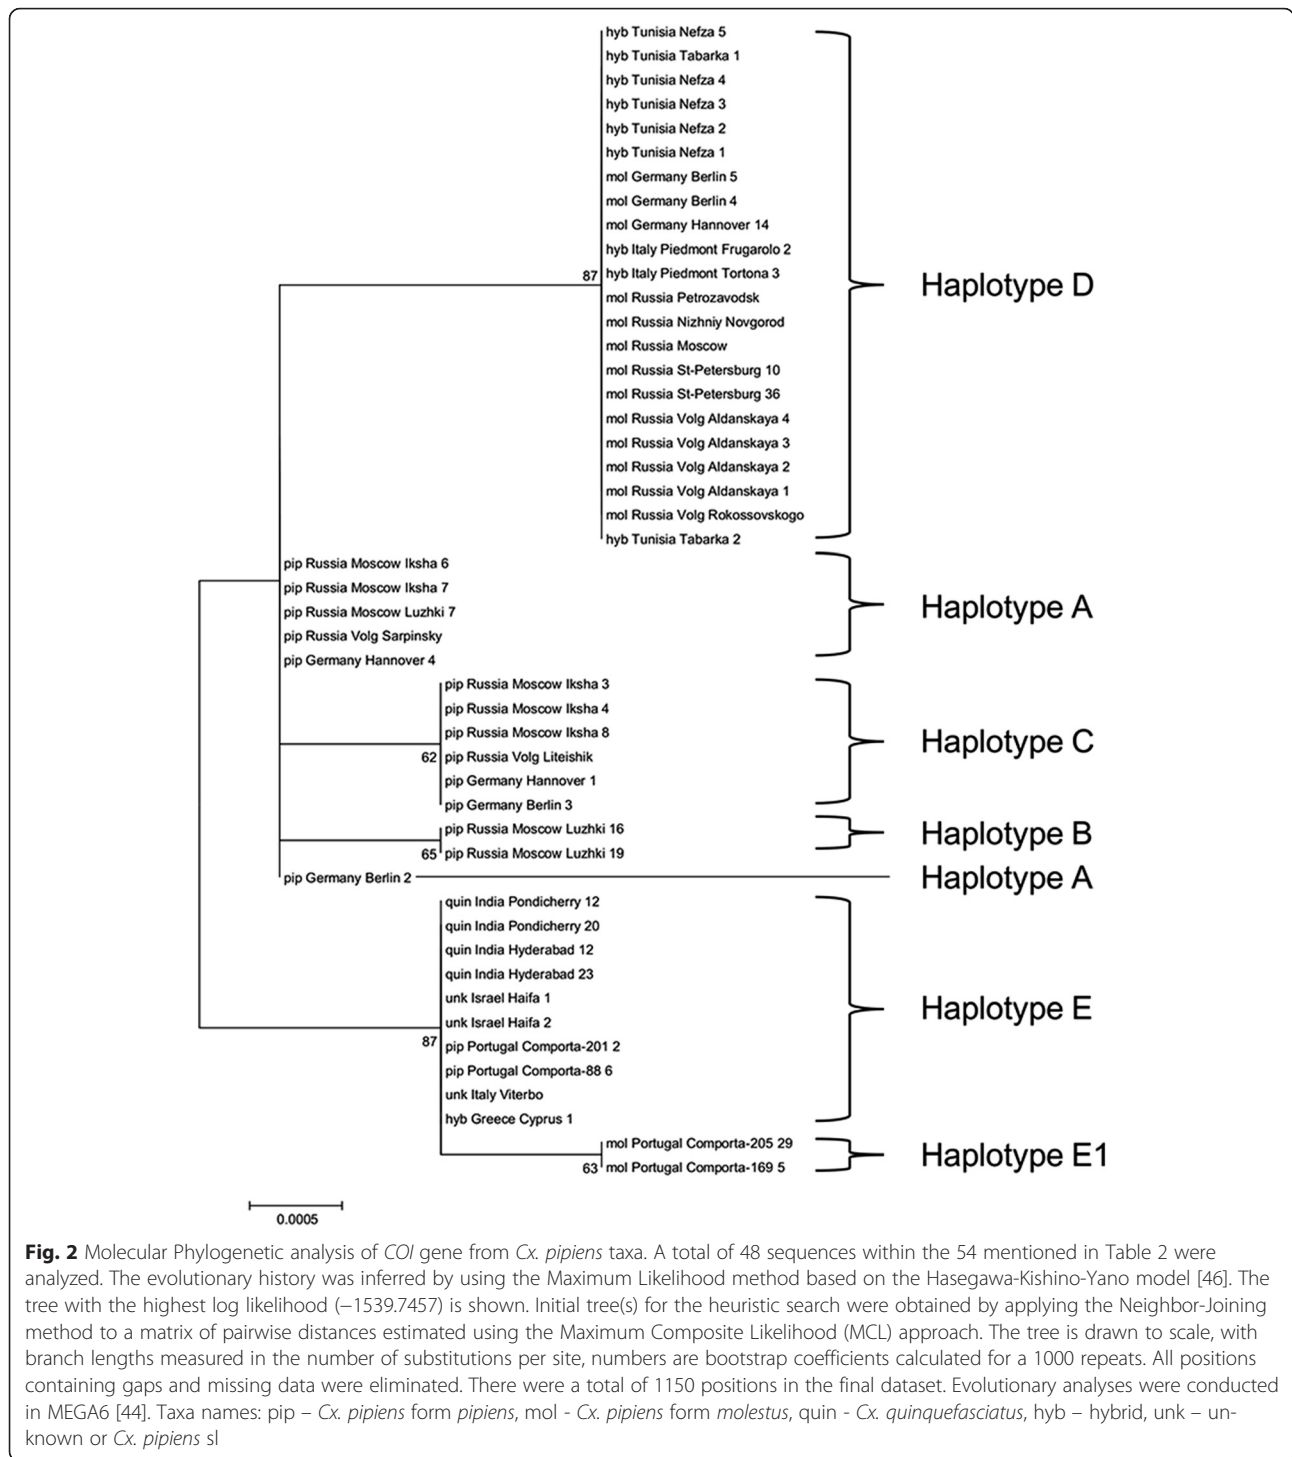 hyb Tunisia Nefza 5
hyb Tunisia Tabarka 1
hyb Tunisia Nefza 4
hyb Tunisia Nefza 3
hyb Tunisia Nefza 2
hyb Tunisia Nefza 1
mol Germany Berlin 5
mol Germany Berlin 4
mol Germany Hannover 14
hyb Italy Piedmont Frugarolo 2
87
hyb Italy Piedmont Tortona 3
Haplotype D
mol Russia Petrozavodsk
mol Russia Nizhniy Novgorod
mol Russia Moscow
mol Russia St-Petersburg 10
mol Russia St-Petersburg 36
mol Russia Volg Aldanskaya 4
mol Russia Volg Aldanskaya 3
mol Russia Volg Aldanskaya 2
mol Russia Volg Aldanskaya 1
mol Russia Volg Rokossovskogo
hyb Tunisia Tabarka 2
pip Russia Moscow Iksha 6
pip Russia Moscow Iksha 7
Haplotype A
pip Russia Moscow Luzhki 7
pip Russia Volg Sarpinsky
pip Germany Hannover 4
pip Russia Moscow Iksha 3
pip Russia Moscow Iksha 4
pip Russia Moscow Iksha 8
Haplotype C
62
pip Russia Volg Liteishik
pip Germany Hannover 1
pip Germany Berlin 3
pip Russia Moscow Luzhki 16
Haplotype B
65
pip Russia Moscow Luzhki 19
pip Germany Berlin 2
Haplotype A
quin India Pondicherry 12
quin India Pondicherry 20
quin India Hyderabad 12
quin India Hyderabad 23
unk Israel Haifa 1
Haplotype E
unk Israel Haifa 2
87
pip Portugal Comporta-201 2
pip Portugal Comporta-88 6
unk Italy Viterbo
hyb Greece Cyprus 1
mol Portugal Comporta-205 29
Haplotype E1
63
mol Portugal Comporta-169 5
0.0005
Fig. 2 Molecular Phylogenetic analysis of COI gene from Cx. pipiens taxa. A total of 48 sequences within the 54 mentioned in Table 2 were
analyzed. The evolutionary history was inferred by using the Maximum Likelihood method based on the Hasegawa-Kishino-Yano model [46]. The
tree with the highest log likelihood (−1539.7457) is shown. Initial tree(s) for the heuristic search were obtained by applying the Neighbor-Joining
method to a matrix of pairwise distances estimated using the Maximum Composite Likelihood (MCL) approach. The tree is drawn to scale, with
branch lengths measured in the number of substitutions per site, numbers are bootstrap coefficients calculated for a 1000 repeats. All positions
containing gaps and missing data were eliminated. There were a total of 1150 positions in the final dataset. Evolutionary analyses were conducted
in MEGA6 [44]. Taxa names: pip – Cx. pipiens form pipiens, mol - Cx. pipiens form molestus, quin - Cx. quinquefasciatus, hyb – hybrid, unk – un-
known or Cx. pipiens sl